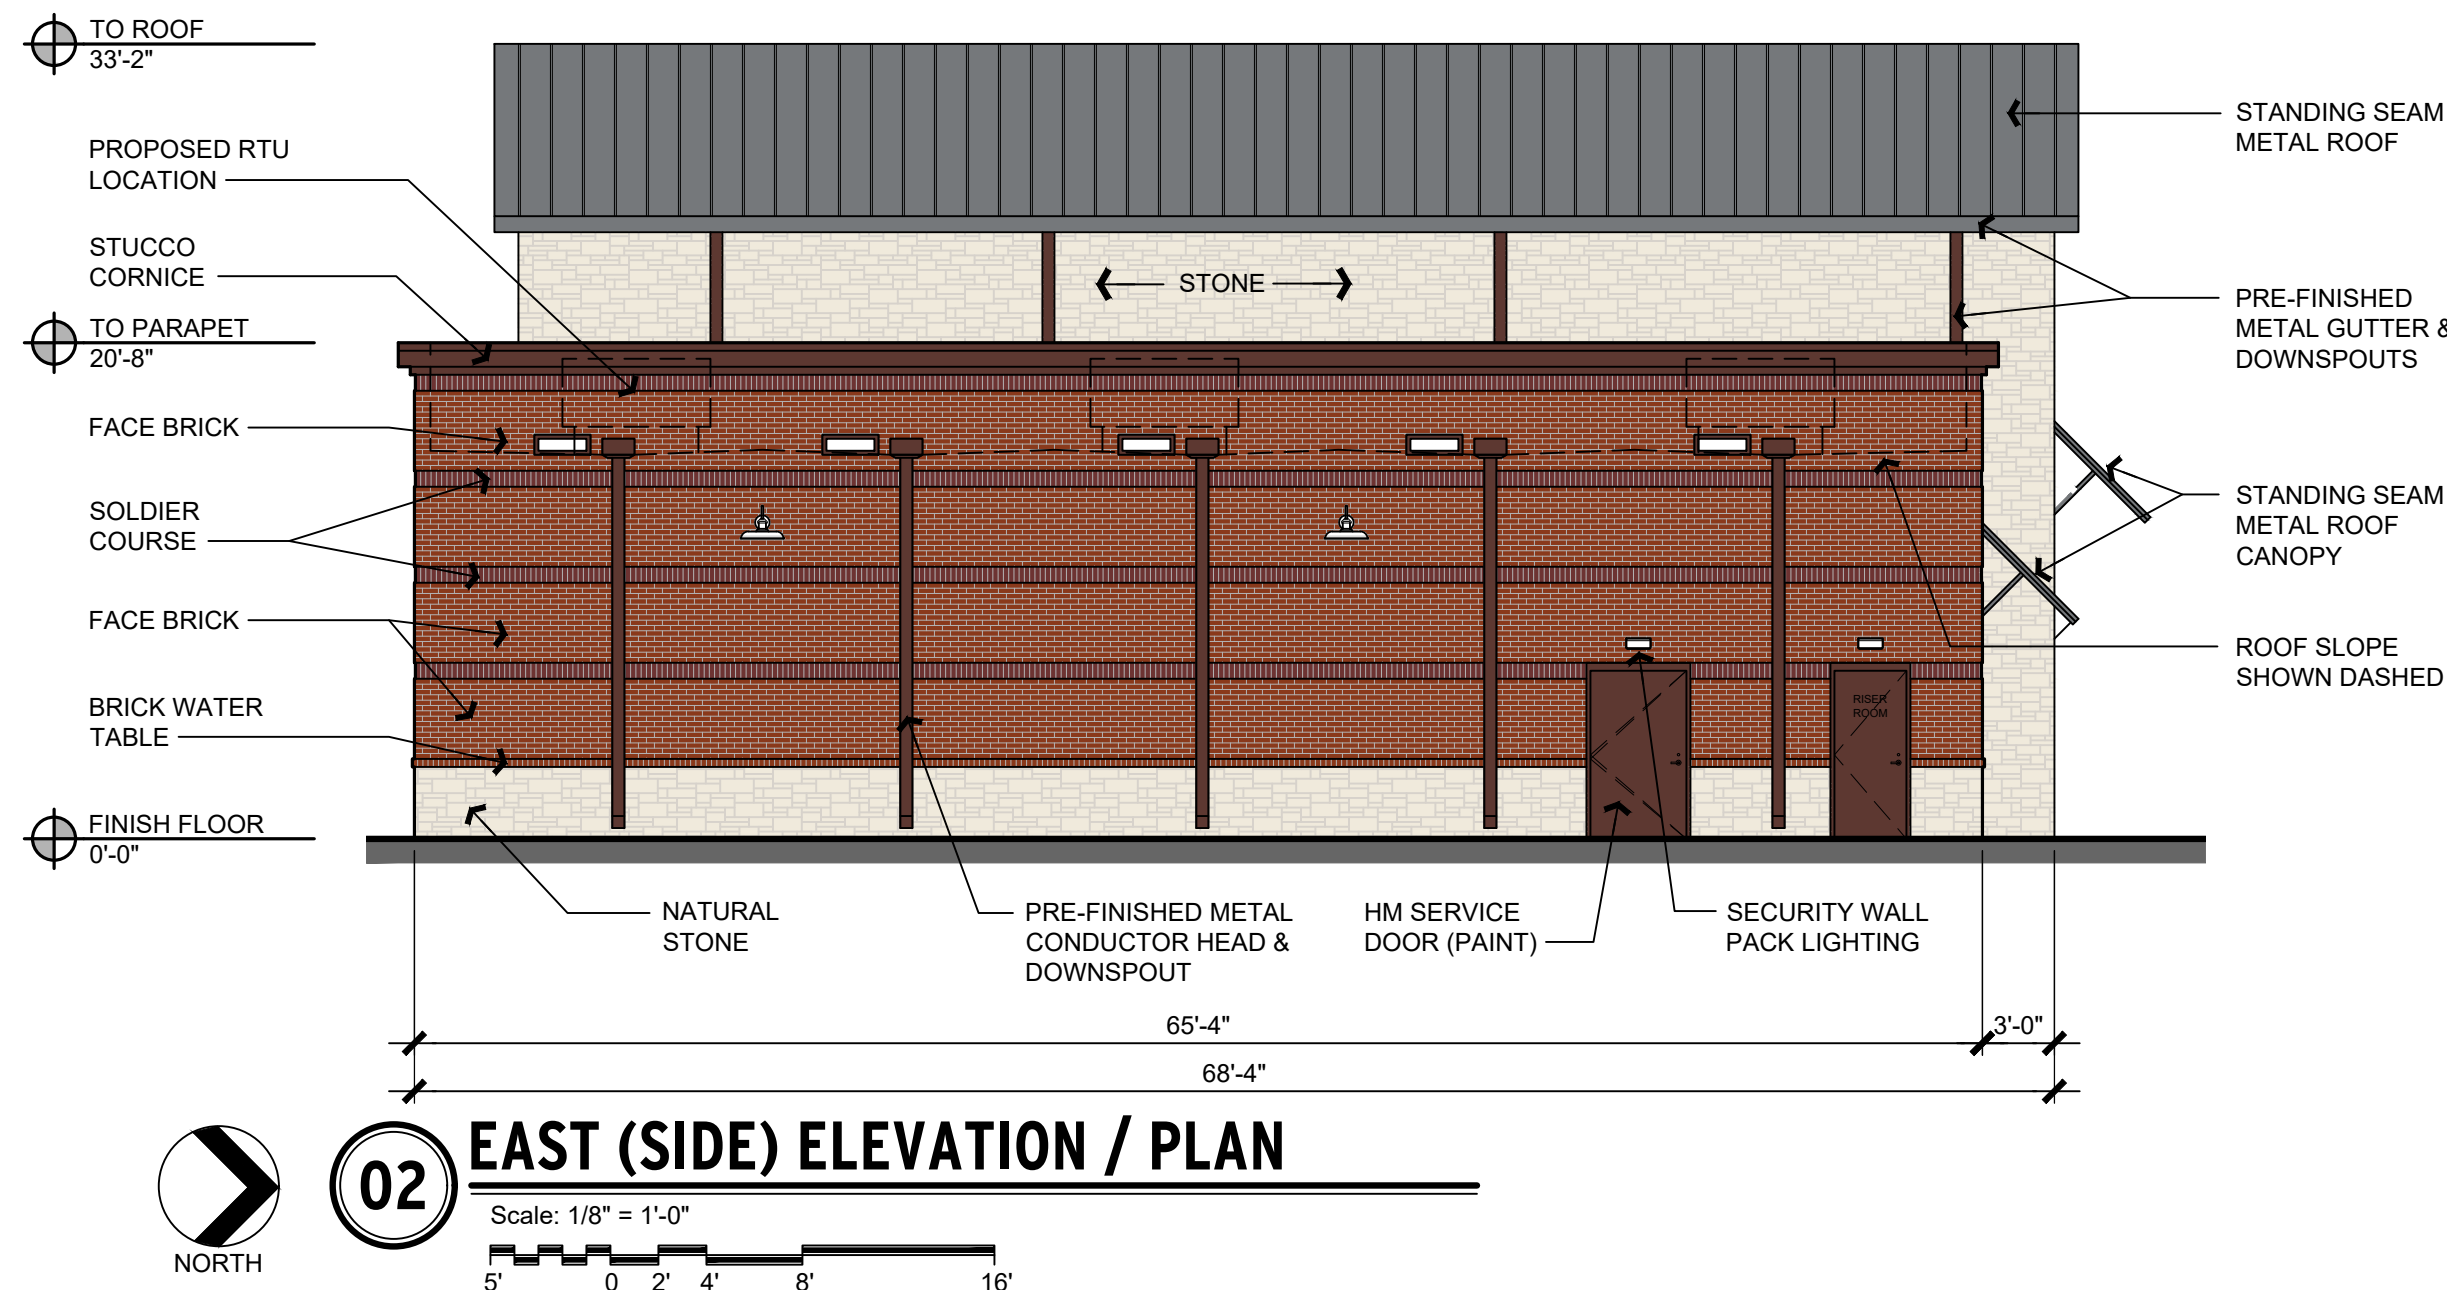 TO ROOF
33'-2"
PROPOSED RTU
LOCATION
STUCCO
CORNICE
TO PARAPET
20'-8"
FACE BRICK
SOLDIER
COURSE
FACE BRICK
BRICK WATER
TABLE
FINISH FLOOR
0'-0"
STONE
RISER
ROOM
STANDING SEAM
METAL ROOF
PRE-FINISHED
METAL GUTTER &
DOWNSPOUTS
STANDING SEAM
METAL ROOF
CANOPY
ROOF SLOPE
SHOWN DASHED
NATURAL
STONE
PRE-FINISHED METAL
CONDUCTOR HEAD &
DOWNSPOUT
HM SERVICE
DOOR (PAINT)
SECURITY WALL
PACK LIGHTING
65'-4"
3'-0"
68'-4"
NORTH
02
EAST (SIDE) ELEVATION / PLAN
Scale: 1/8" = 1'-0"
5' 0 2' 4' 8' 16'